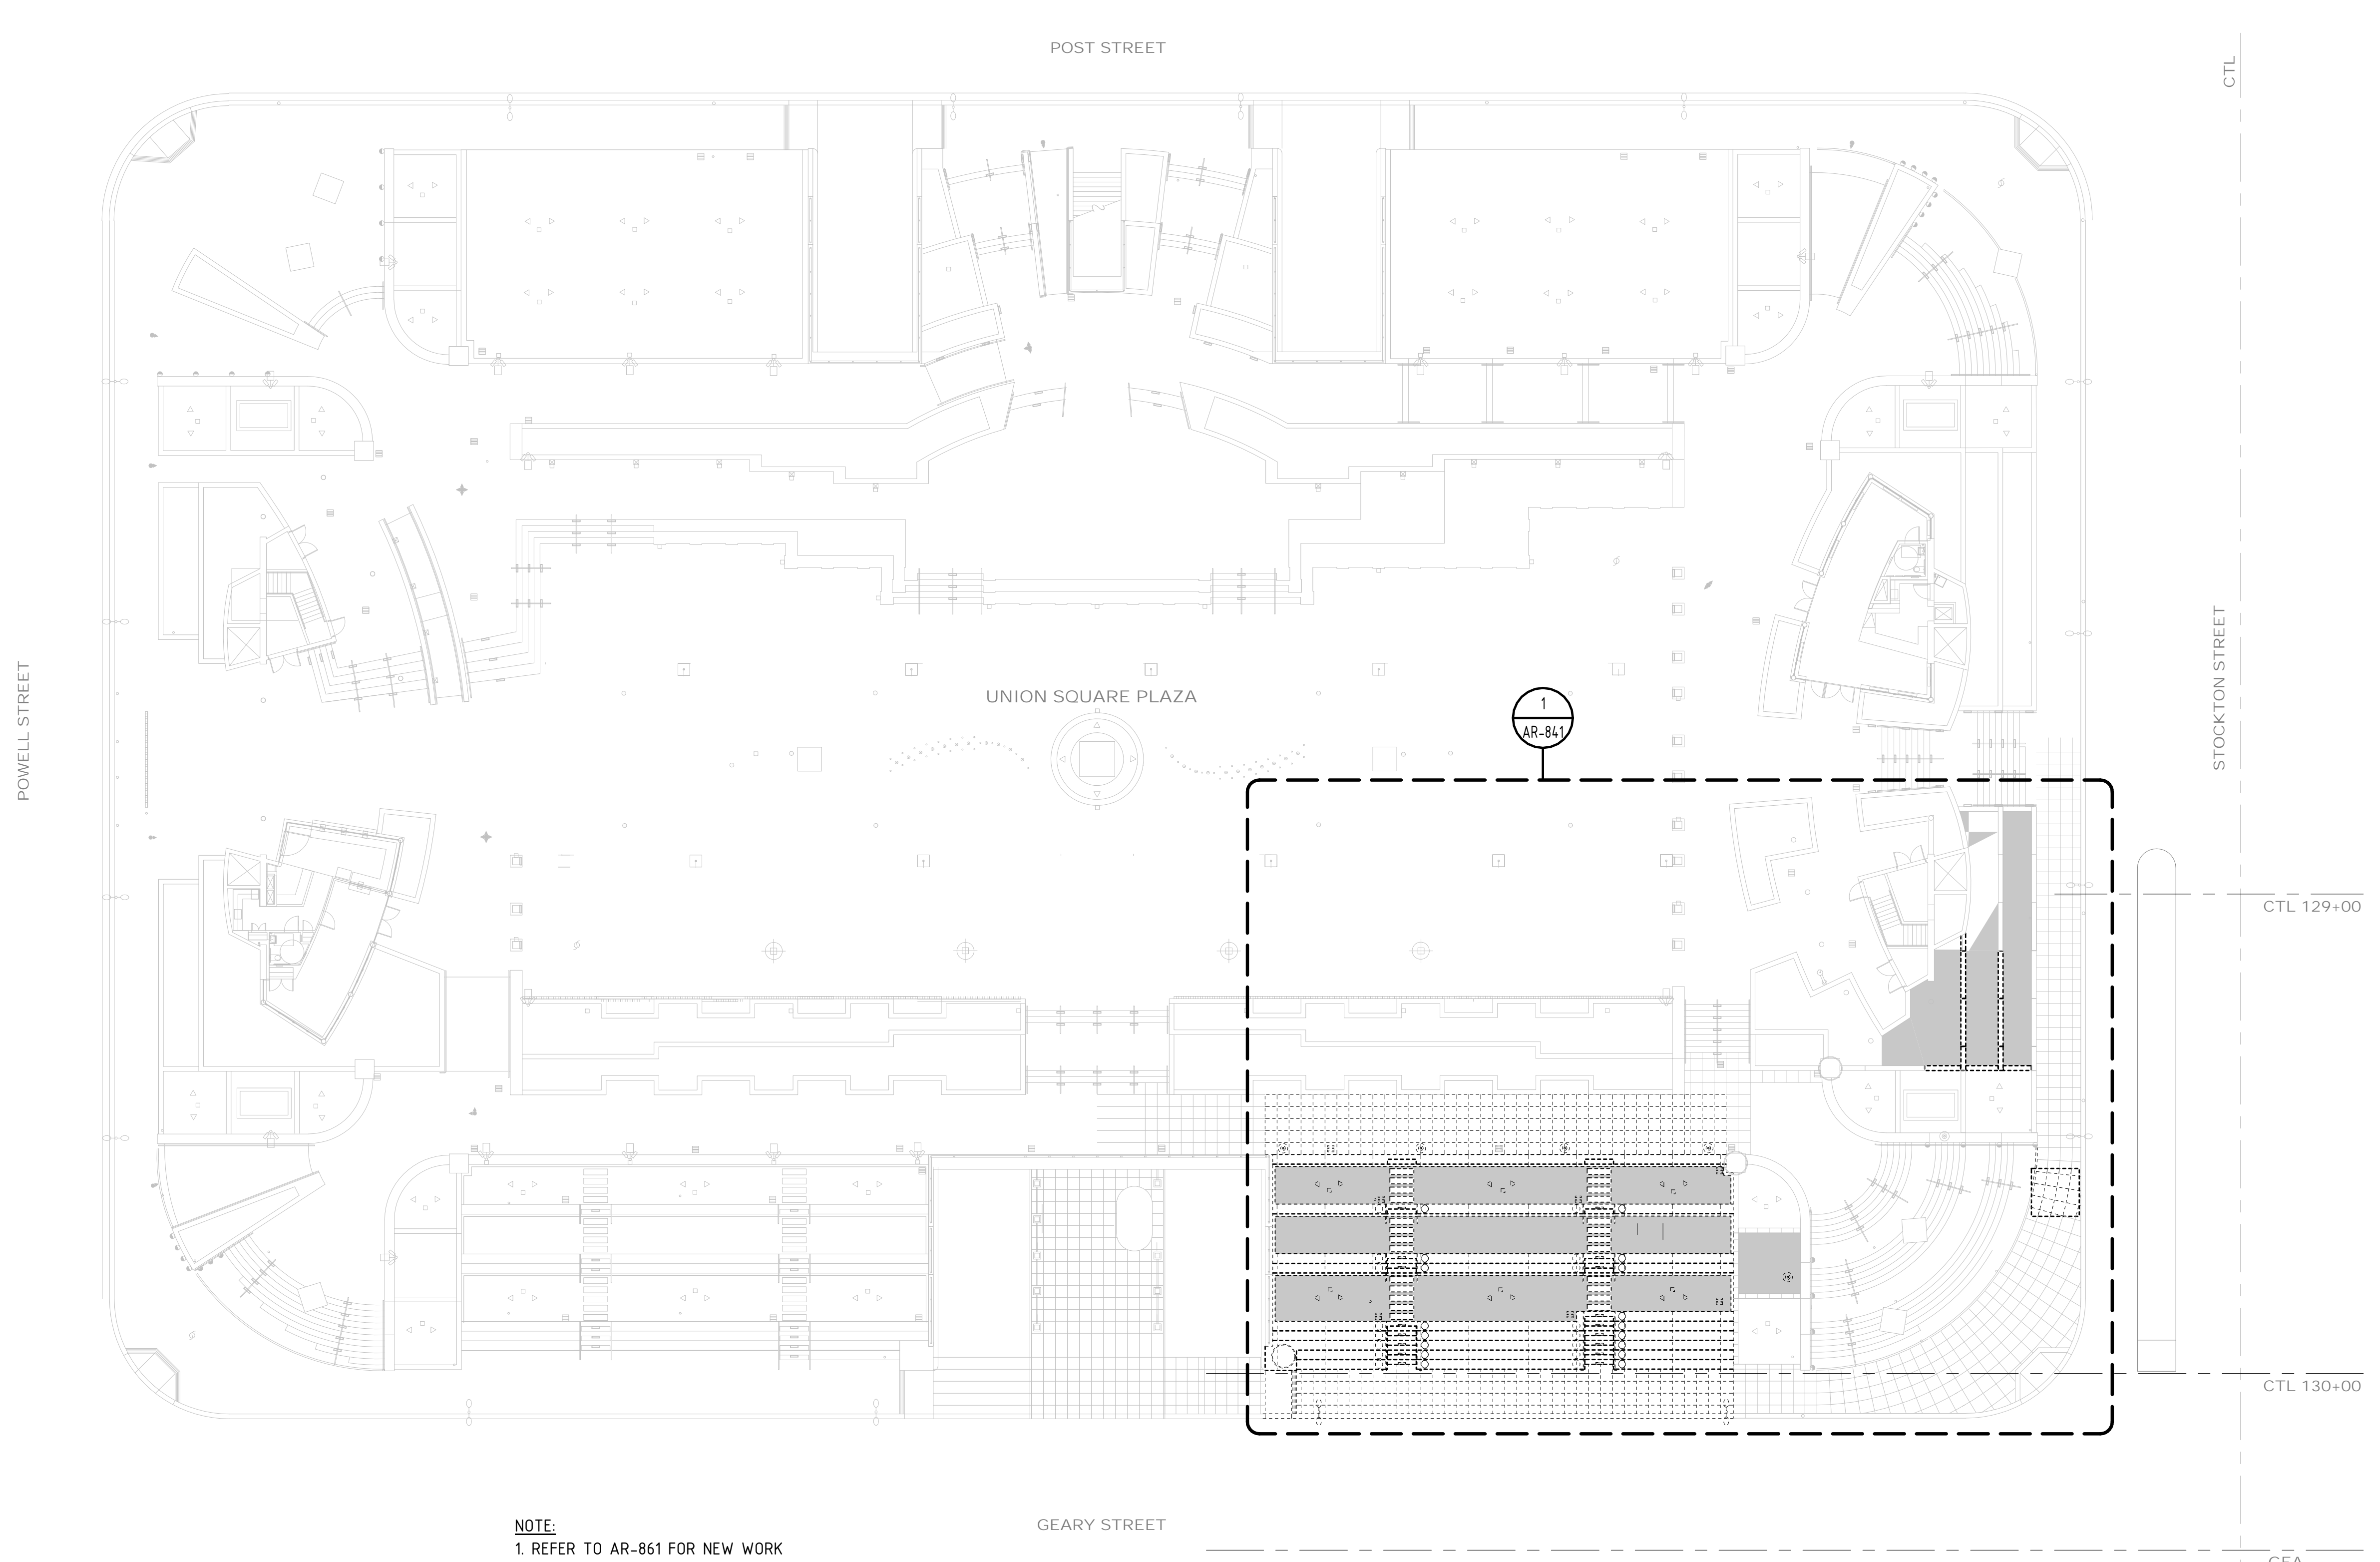 POST STREET
CTL
POWELL STREET
STOCKTON STREET
UNION SQUARE PLAZA
1
AR-841
CTL 129+00
CTL 130+00
NOTE:
1. REFER TO AR-861 FOR NEW WORK
GEARY STREET